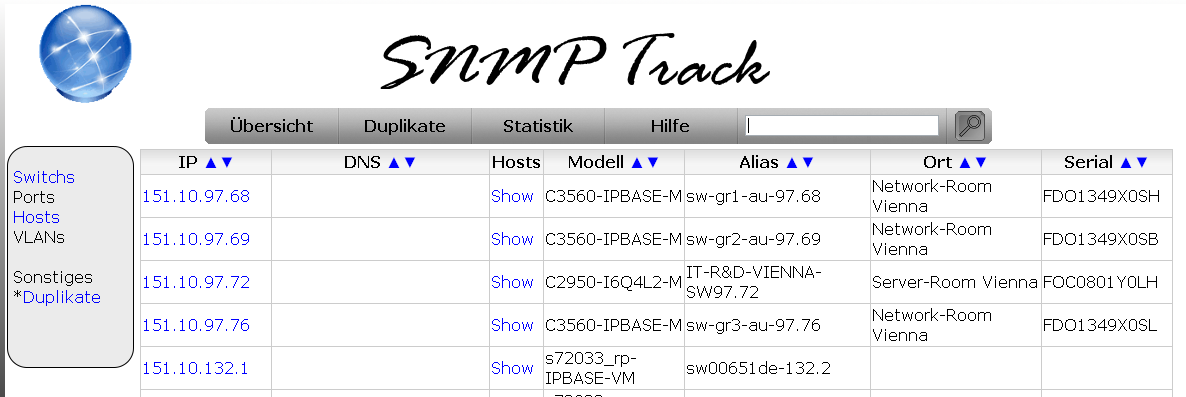 SNMP Track
Übersicht Duplikate Statistik Hilfe
Switchs
Ports
Hosts
VLANs
Sonstiges
*Duplikate
IP ▲▼ DNS ▲▼ Hosts Modell ▲▼ Alias ▲▼ Ort ▲▼ Serial ▲▼
151.10.97.68 Show C3560-IPBASE-M sw-gr1-au-97.68 Network-Room
Vienna FDO1349X0SH
151.10.97.69 Show C3560-IPBASE-M sw-gr2-au-97.69 Network-Room
Vienna FDO1349X0SB
151.10.97.72 Show C2950-I6Q4L2-M IT-R&D-VIENNA-
SW97.72 Server-Room Vienna FOC0801Y0LH
151.10.97.76 Show C3560-IPBASE-M sw-gr3-au-97.76 Network-Room
Vienna FDO1349X0SL
151.10.132.1 Show s72033_rp-
IPBASE-VM sw00651de-132.2